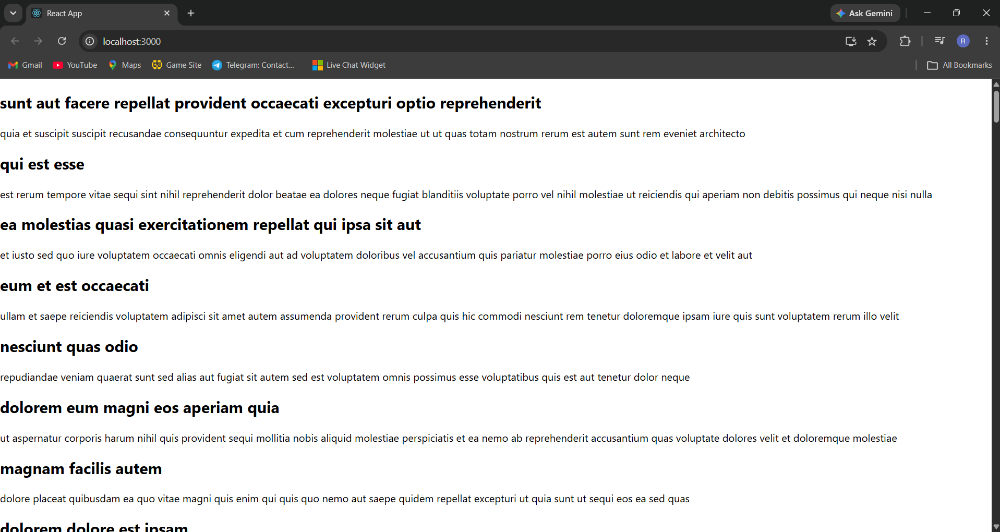 React App
Ask Gemini
localhost:3000
R
Gmail
YouTube
Maps
Game Site
Telegram: Contact...
Live Chat Widget
All Bookmarks
sunt aut facere repellat provident occaecati excepturi optio reprehenderit
quia et suscipit suscipit recusandae consequuntur expedita et cum reprehenderit molestiae ut ut quas totam nostrum rerum est autem sunt rem eveniet architecto
qui est esse
est rerum tempore vitae sequi sint nihil reprehenderit dolor beatae ea dolores neque fugiat blanditiis voluptate porro vel nihil molestiae ut reiciendis qui aperiam non debitis possimus qui neque nisi nulla
ea molestias quasi exercitationem repellat qui ipsa sit aut
et iusto sed quo iure voluptatem occaecati omnis eligendi aut ad voluptatem doloribus vel accusantium quis pariatur molestiae porro eius odio et labore et velit aut
eum et est occaecati
ullam et saepe reiciendis voluptatem adipisci sit amet autem assumenda provident rerum culpa quis hic commodi nesciunt rem tenetur doloremque ipsam iure quis sunt voluptatem rerum illo velit
nesciunt quas odio
repudiandae veniam quaerat sunt sed alias aut fugiat sit autem sed est voluptatem omnis possimus esse voluptatibus quis est aut tenetur dolor neque
dolorem eum magni eos aperiam quia
ut aspernatur corporis harum nihil quis provident sequi mollitia nobis aliquid molestiae perspiciatis et ea nemo ab reprehenderit accusantium quas voluptate dolores velit et doloremque molestiae
magnam facilis autem
dolore placeat quibusdam ea quo vitae magni quis enim qui quis quo nemo aut saepe quidem repellat excepturi ut quia sunt ut sequi eos ea sed quas
dolorem dolore est ipsam